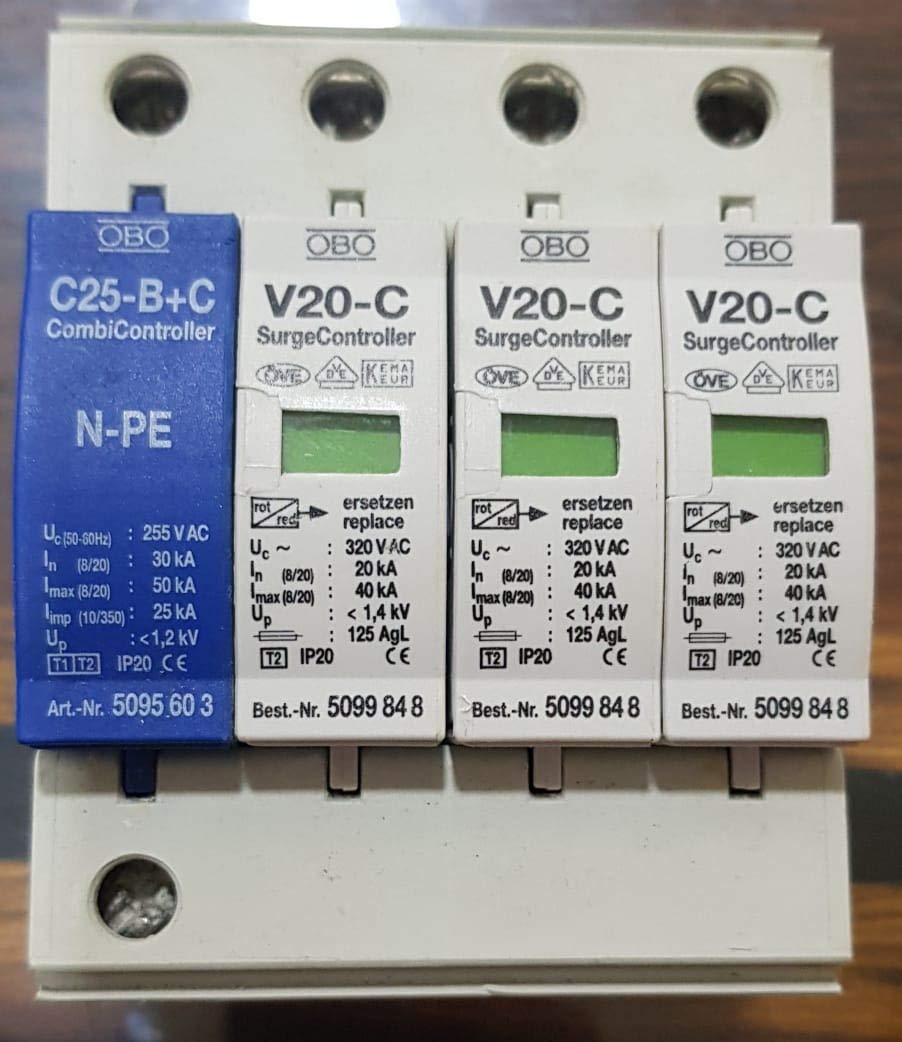 OBO
C25-B+C
CombiController
N-PE
Uc (50-60Hz) : 255 V AC
In (8/20) : 30 kA
Imax (8/20) : 50 kA
Iimp (10/350) : 25 kA
Up : <1,2 kV
T1 T2 IP20 CE
Art.-Nr. 5095 60 3
OBO
V20-C
SurgeController
ÖVE VDE KEMA EUR
rot red ersetzen
replace
Uc ~ : 320 V AC
In (8/20) : 20 kA
Imax (8/20) : 40 kA
Up : < 1,4 kV
: 125 AgL
T2 IP20 CE
Best.-Nr. 5099 84 8
OBO
V20-C
SurgeController
ÖVE VDE KEMA EUR
rot red ersetzen
replace
Uc ~ : 320 V AC
In (8/20) : 20 kA
Imax (8/20) : 40 kA
Up : < 1,4 kV
: 125 AgL
T2 IP20 CE
Best.-Nr. 5099 84 8
OBO
V20-C
SurgeController
ÖVE VDE KEMA EUR
rot red ersetzen
replace
Uc ~ : 320 V AC
In (8/20) : 20 kA
Imax (8/20) : 40 kA
Up : < 1,4 kV
: 125 AgL
T2 IP20 CE
Best.-Nr. 5099 84 8